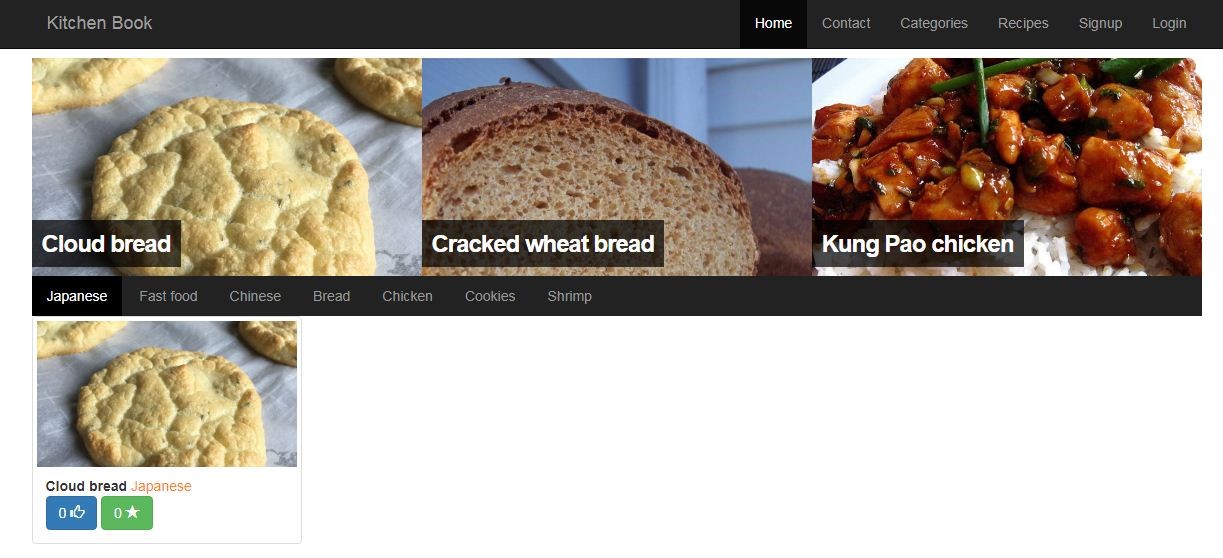 Kitchen Book Home Contact Categories Recipes Signup Login
Cloud bread Cracked wheat bread Kung Pao chicken
Japanese Fast food Chinese Bread Chicken Cookies Shrimp
Cloud bread Japanese
0 0